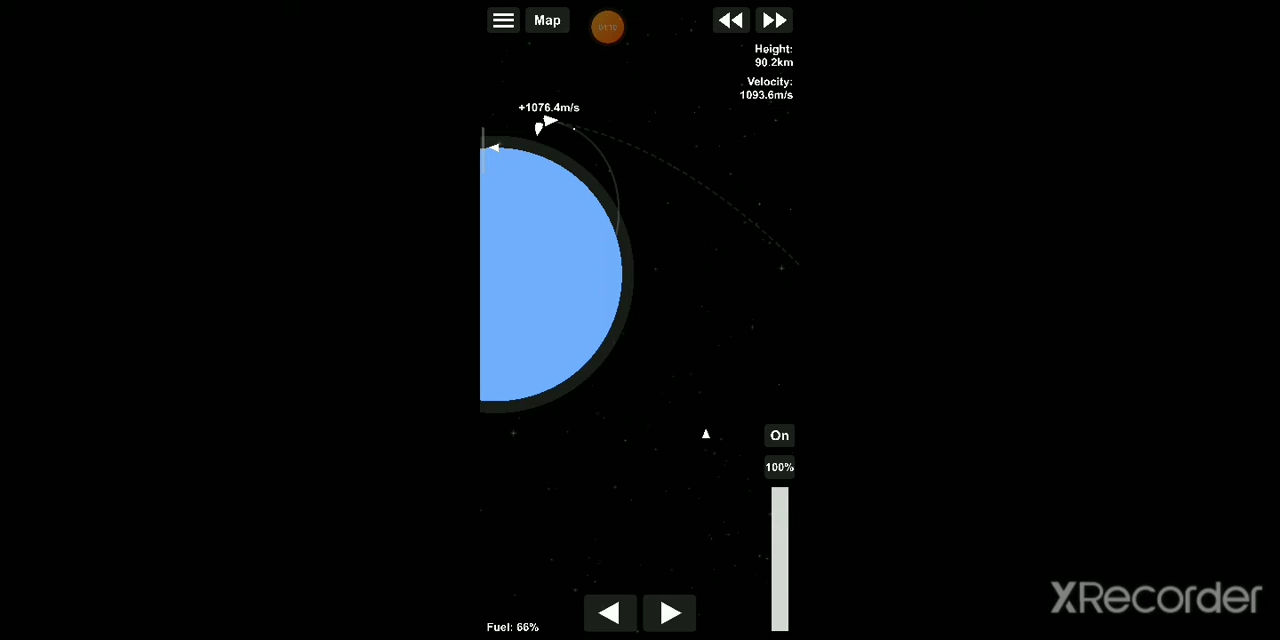 Map
Height:
90.2km
Velocity:
1093.6m/s
+1076.4m/s
On
100%
Fuel: 66%
XRecorder